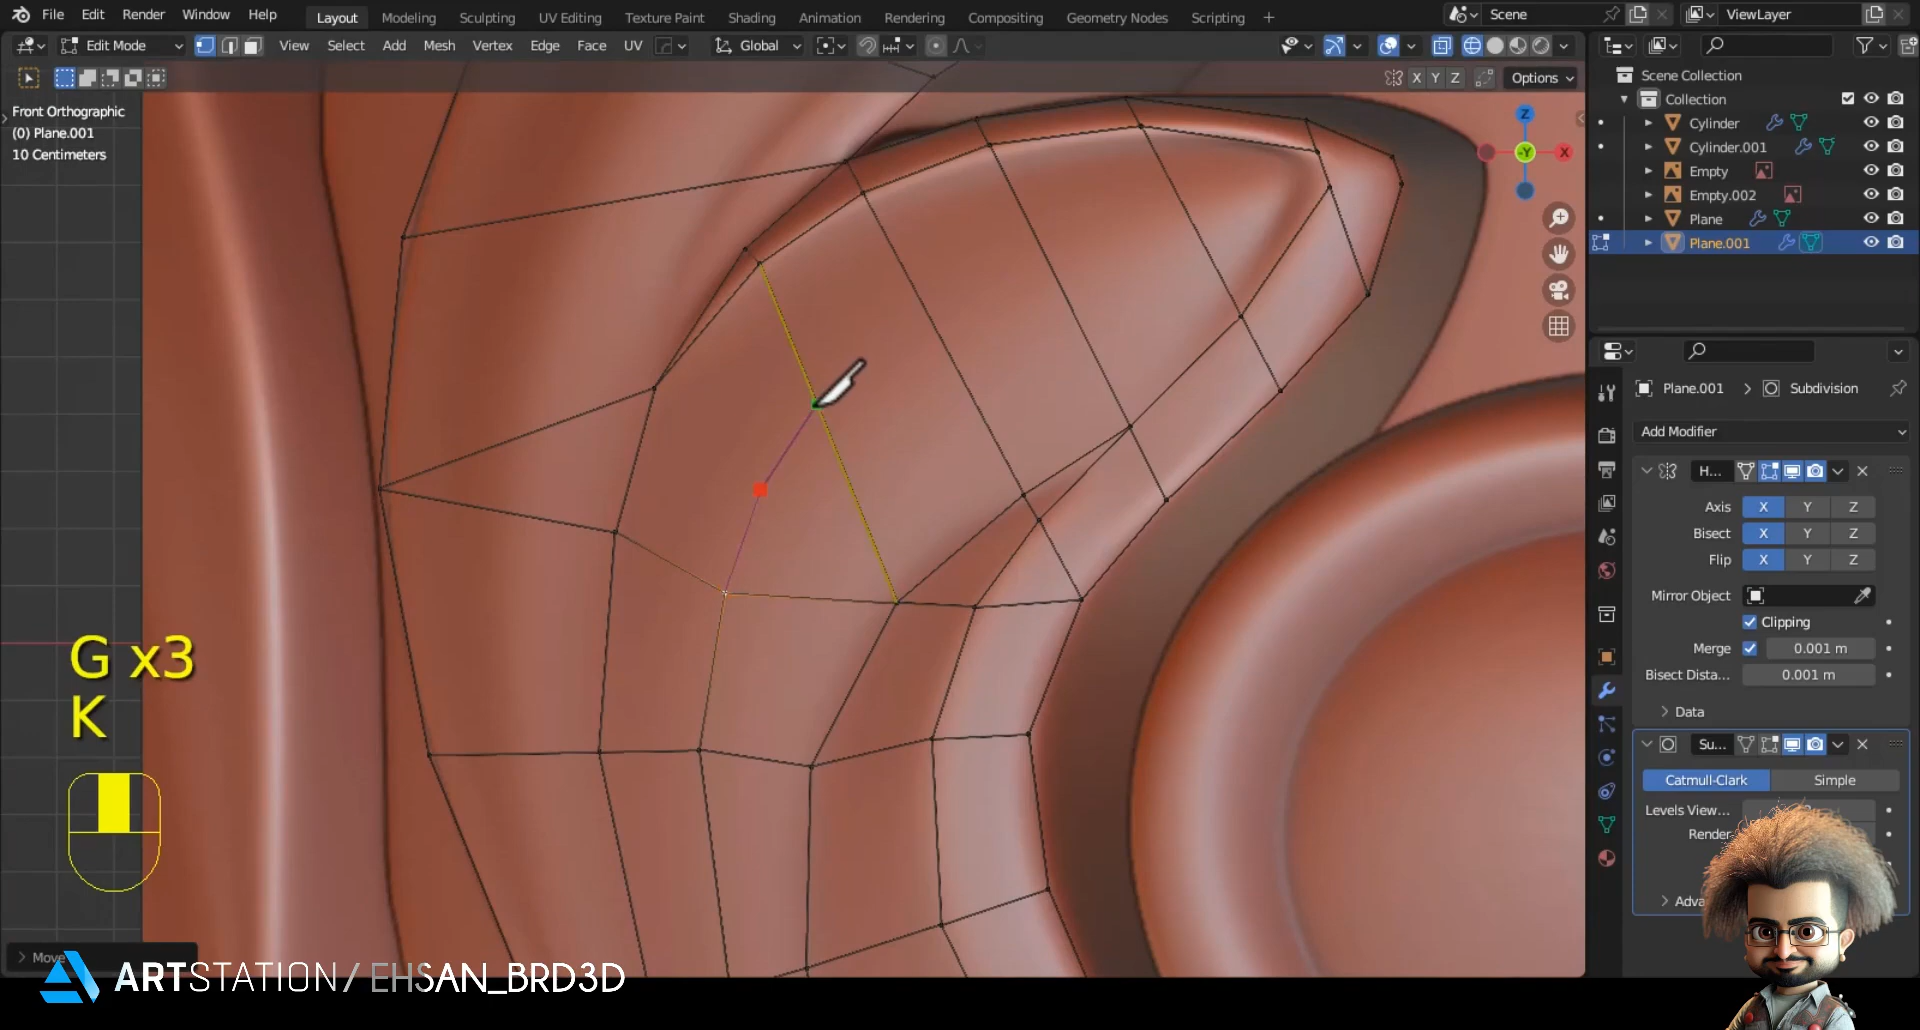 File Edit Render Window Help Layout Modeling Sculpting UV Editing Texture Paint Shading Animation Rendering Compositing Geometry Nodes Scripting + Scene ViewLayer
Edit Mode View Select Add Mesh Vertex Edge Face UV Global
X Y Z Options
Front Orthographic
(0) Plane.001
10 Centimeters
Z
-Y X
Scene Collection
Collection
Cylinder
Cylinder.001
Empty
Empty.002
Plane
Plane.001
Plane.001 > Subdivision
Add Modifier
H...
Axis X Y Z
Bisect X Y Z
Flip X Y Z
Mirror Object
Clipping
Merge 0.001 m
Bisect Dista... 0.001 m
Data
Su...
Catmull-Clark Simple
Levels View...
Render
Adva
G x3
K
Move
ARTSTATION/ EHSAN_BRD3D